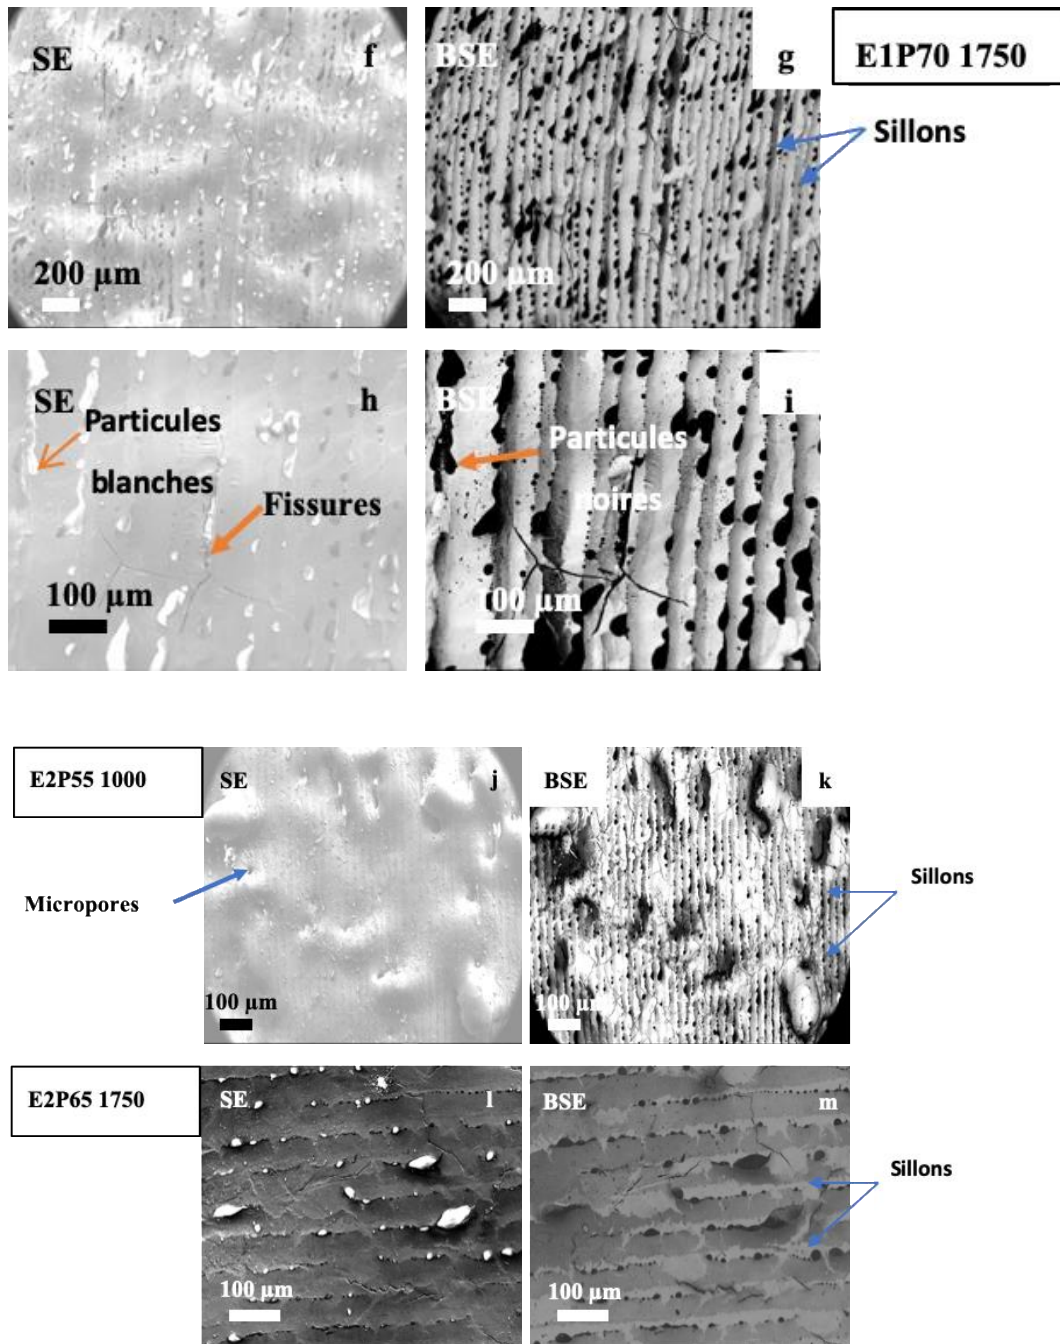 SE
f
BSE
g
E1P70 1750
Sillons
200 µm
200 µm
SE
h
BSE
i
Particules
blanches
Fissures
Particules
noires
100 µm
100 µm
E2P55 1000
SE
j
BSE
k
Micropores
Sillons
100 µm
100 µm
E2P65 1750
SE
l
BSE
m
Sillons
100 µm
100 µm